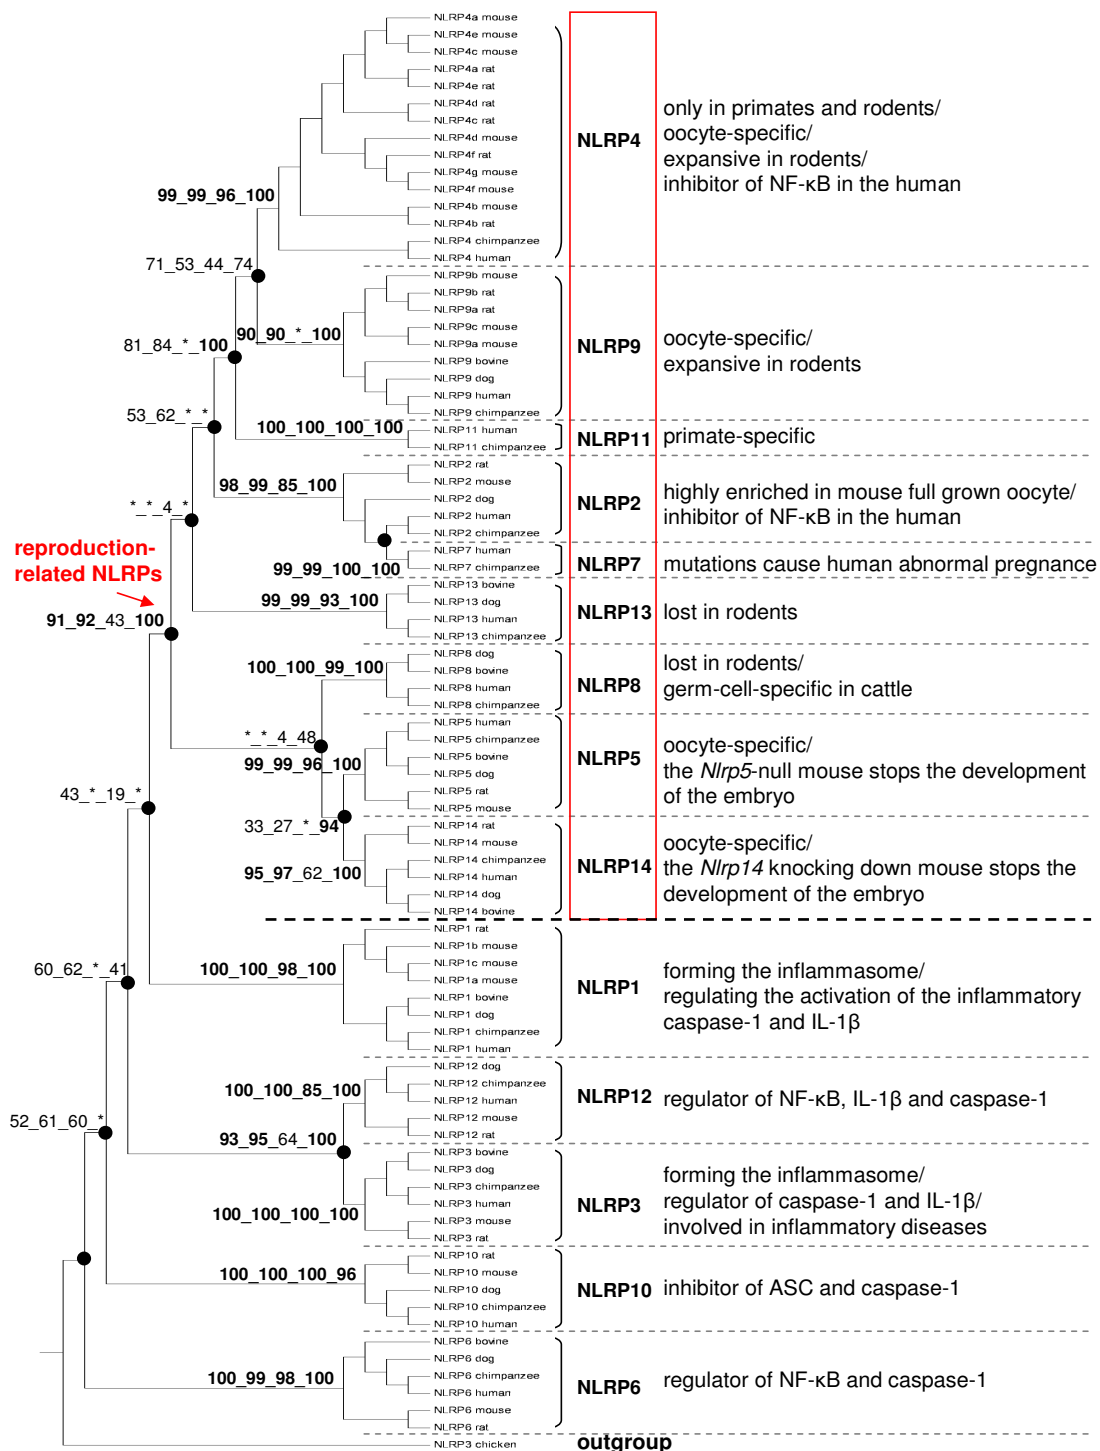 NLRP4a mouse
NLRP4e mouse
NLRP4c mouse
NLRP4a rat
NLRP4e rat
NLRP4d rat
NLRP4c rat
NLRP4d mouse
NLRP4f rat
NLRP4g mouse
NLRP4f mouse
NLRP4b mouse
NLRP4b rat
NLRP4 chimpanzee
NLRP4 human
99_99_96_100
NLRP4
only in primates and rodents/
oocyte-specific/
expansive in rodents/
inhibitor of NF-κB in the human
71_53_44_74
NLRP9b mouse
NLRP9b rat
NLRP9a rat
NLRP9c mouse
NLRP9a mouse
NLRP9 bovine
NLRP9 dog
NLRP9 human
NLRP9 chimpanzee
90_90_*_100
NLRP9
oocyte-specific/
expansive in rodents
81_84_*_100
NLRP11 human
NLRP11 chimpanzee
100_100_100_100
NLRP11
primate-specific
53_62_*_*
NLRP2 rat
NLRP2 mouse
NLRP2 dog
NLRP2 human
NLRP2 chimpanzee
98_99_85_100
NLRP2
highly enriched in mouse full grown oocyte/
inhibitor of NF-κB in the human
*_*_4_*
NLRP7 human
NLRP7 chimpanzee
99_99_100_100
NLRP7
mutations cause human abnormal pregnance
reproduction-
related NLRPs
NLRP13 bovine
NLRP13 dog
NLRP13 human
NLRP13 chimpanzee
99_99_93_100
NLRP13
lost in rodents
91_92_43_100
NLRP8 dog
NLRP8 bovine
NLRP8 human
NLRP8 chimpanzee
100_100_99_100
NLRP8
lost in rodents/
germ-cell-specific in cattle
*_*_4_48
NLRP5 human
NLRP5 chimpanzee
NLRP5 bovine
NLRP5 dog
NLRP5 rat
NLRP5 mouse
99_99_96_100
NLRP5
oocyte-specific/
the Nlrp5-null mouse stops the development
of the embryo
43_*_19_*
33_27_*_94
NLRP14 rat
NLRP14 mouse
NLRP14 chimpanzee
NLRP14 human
NLRP14 dog
NLRP14 bovine
95_97_62_100
NLRP14
oocyte-specific/
the Nlrp14 knocking down mouse stops the
development of the embryo
60_62_*_41
NLRP1 rat
NLRP1b mouse
NLRP1c mouse
NLRP1a mouse
NLRP1 bovine
NLRP1 dog
NLRP1 chimpanzee
NLRP1 human
100_100_98_100
NLRP1
forming the inflammasome/
regulating the activation of the inflammatory
caspase-1 and IL-1β
NLRP12 dog
NLRP12 chimpanzee
NLRP12 human
NLRP12 mouse
NLRP12 rat
100_100_85_100
NLRP12
regulator of NF-κB, IL-1β and caspase-1
52_61_60_*
93_95_64_100
NLRP3 bovine
NLRP3 dog
NLRP3 chimpanzee
NLRP3 human
NLRP3 mouse
NLRP3 rat
100_100_100_100
NLRP3
forming the inflammasome/
regulator of caspase-1 and IL-1β/
involved in inflammatory diseases
NLRP10 rat
NLRP10 mouse
NLRP10 dog
NLRP10 chimpanzee
NLRP10 human
100_100_100_96
NLRP10
inhibitor of ASC and caspase-1
NLRP6 bovine
NLRP6 dog
NLRP6 chimpanzee
NLRP6 human
NLRP6 mouse
NLRP6 rat
100_99_98_100
NLRP6
regulator of NF-κB and caspase-1
NLRP3 chicken
outgroup